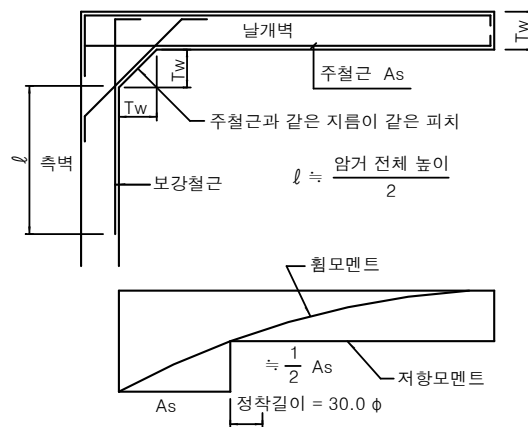 날개벽
Tw
주철근 As
Tw
Tw
주철근과 같은 지름이 같은 피치
ℓ
측벽
보강철근
ℓ ≒ 암거 전체 높이 / 2
휨모멘트
≒ 1/2 As
저항모멘트
As
정착길이 = 30.0 φ